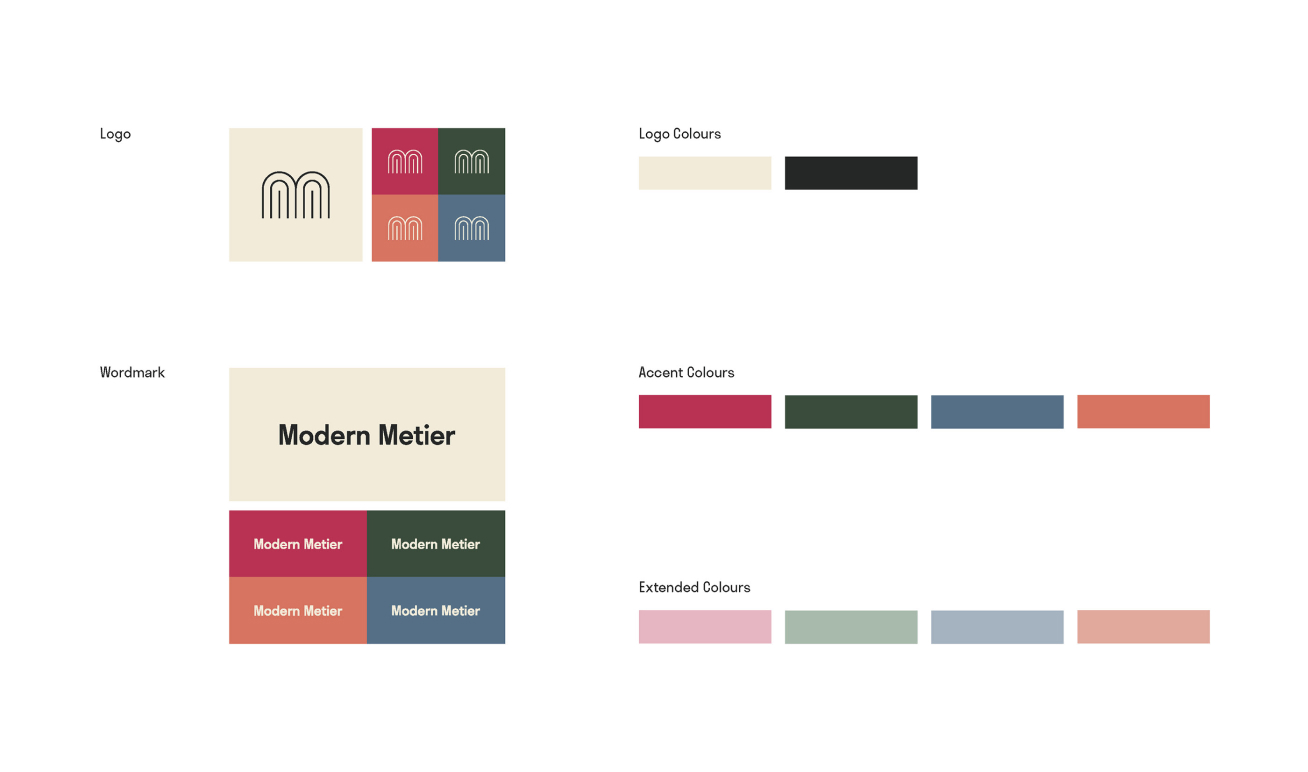 Logo
Logo Colours
Wordmark
Modern Metier
Modern Metier
Modern Metier
Modern Metier
Modern Metier
Accent Colours
Extended Colours